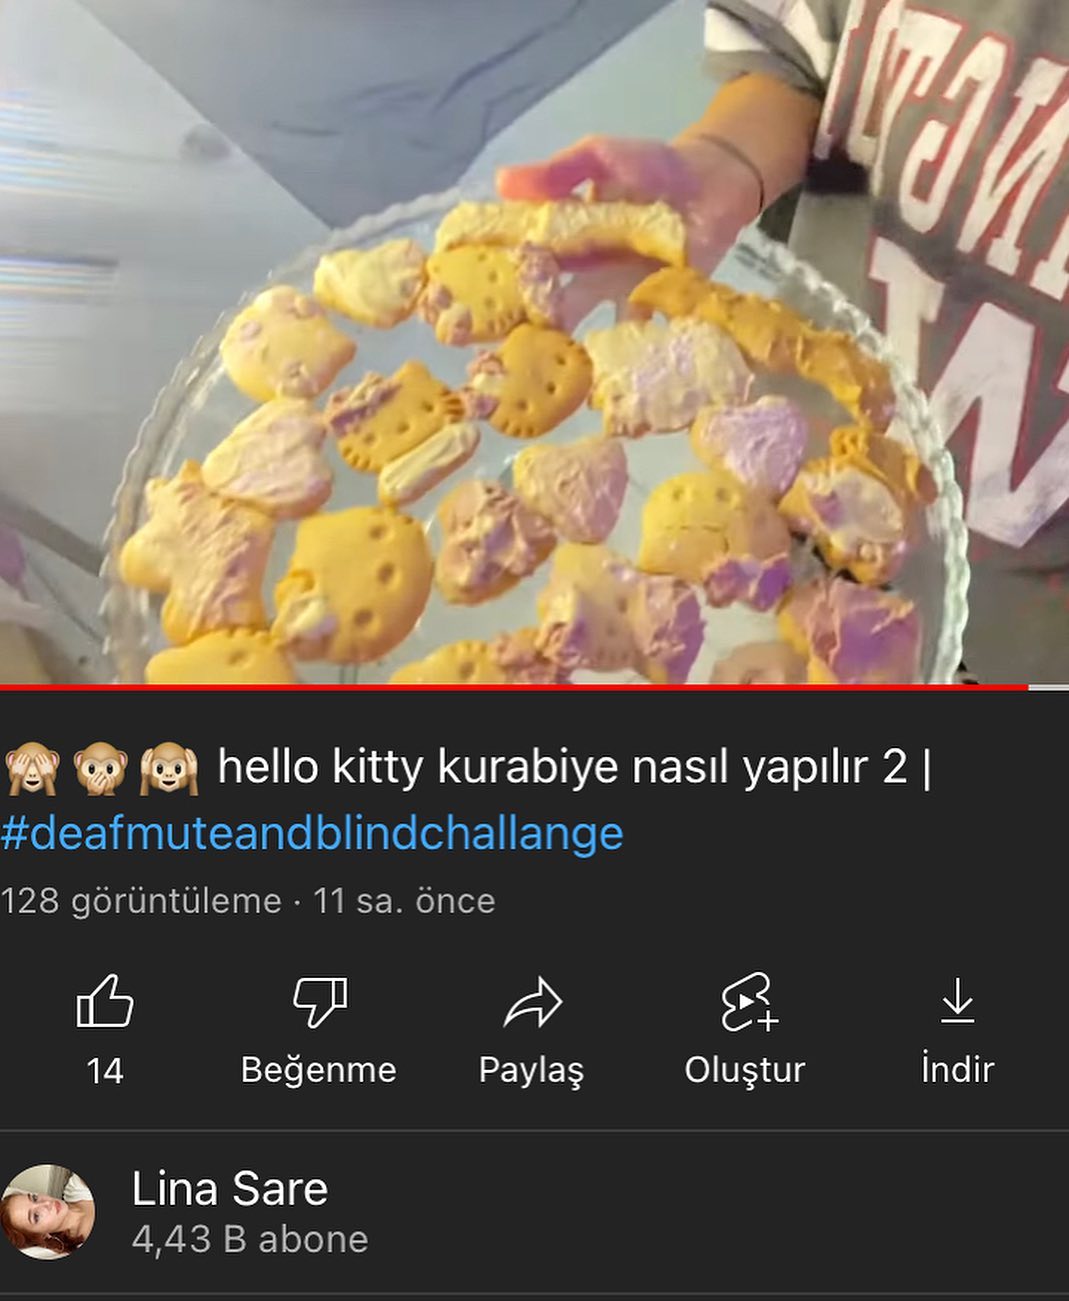 🙈🙊🙉 hello kitty kurabiye nasıl yapılır 2 |
#deafmuteandblindchallange
128 görüntüleme · 11 sa. önce
14
Beğenme
Paylaş
Oluştur
İndir
Lina Sare
4,43 B abone